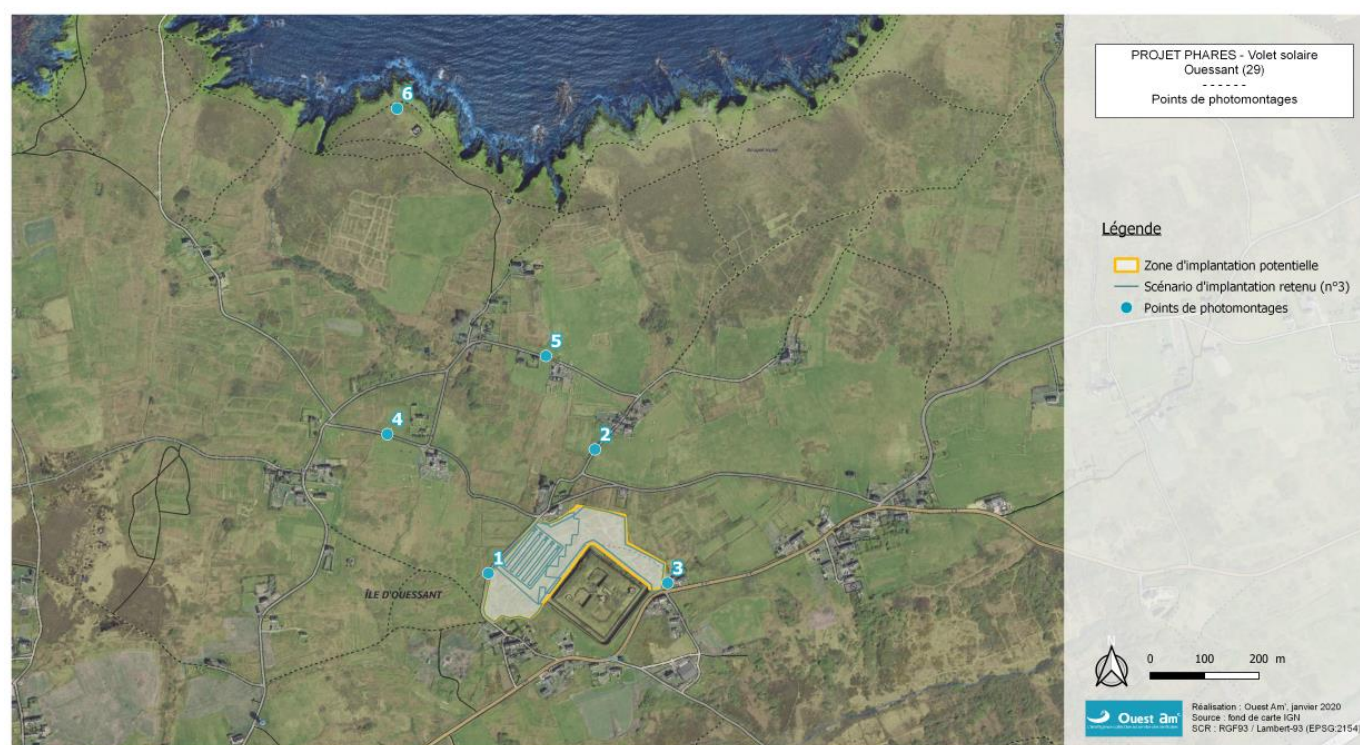 PROJET PHARES - Volet solaire
Ouessant (29)
- - - - - -
Points de photomontages
Légende
Zone d'implantation potentielle
Scénario d'implantation retenu (n°3)
Points de photomontages
6
5
4
2
1
3
ÎLE D'OUESSANT
N
0 100 200 m
Ouest am'
Réalisation : Ouest Am', janvier 2020
Source : fond de carte IGN
SCR : RGF93 / Lambert-93 (EPSG:2154)